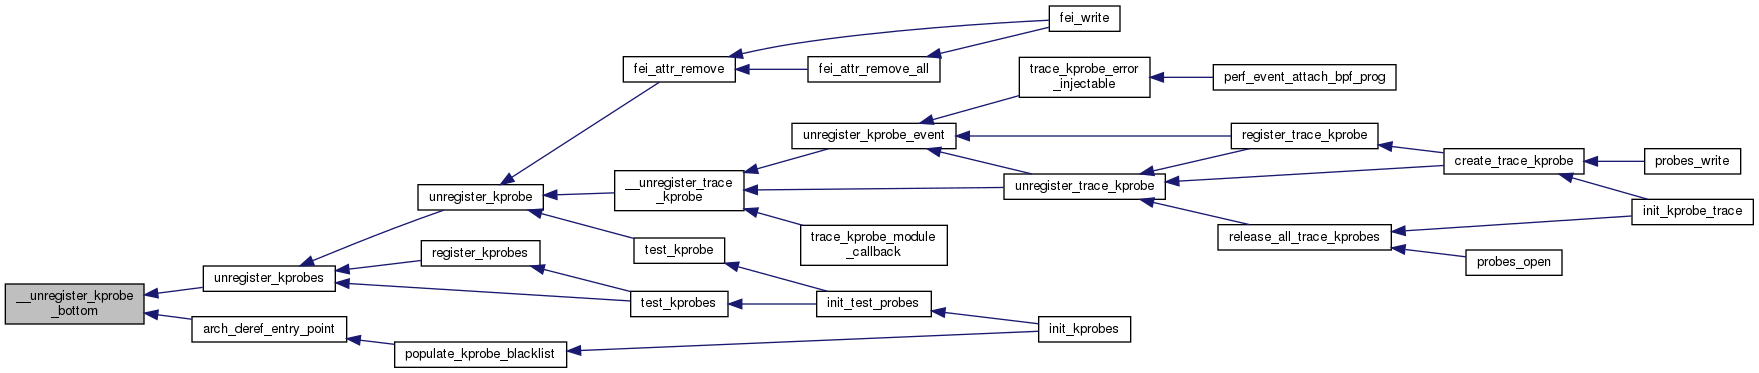 fei_write
fei_attr_remove
fei_attr_remove_all
trace_kprobe_error
_injectable
perf_event_attach_bpf_prog
unregister_kprobe_event
register_trace_kprobe
create_trace_kprobe
probes_write
__unregister_trace
_kprobe
unregister_trace_kprobe
unregister_kprobe
init_kprobe_trace
trace_kprobe_module
_callback
release_all_trace_kprobes
test_kprobe
register_kprobes
probes_open
unregister_kprobes
__unregister_kprobe
_bottom
test_kprobes
init_test_probes
arch_deref_entry_point
init_kprobes
populate_kprobe_blacklist